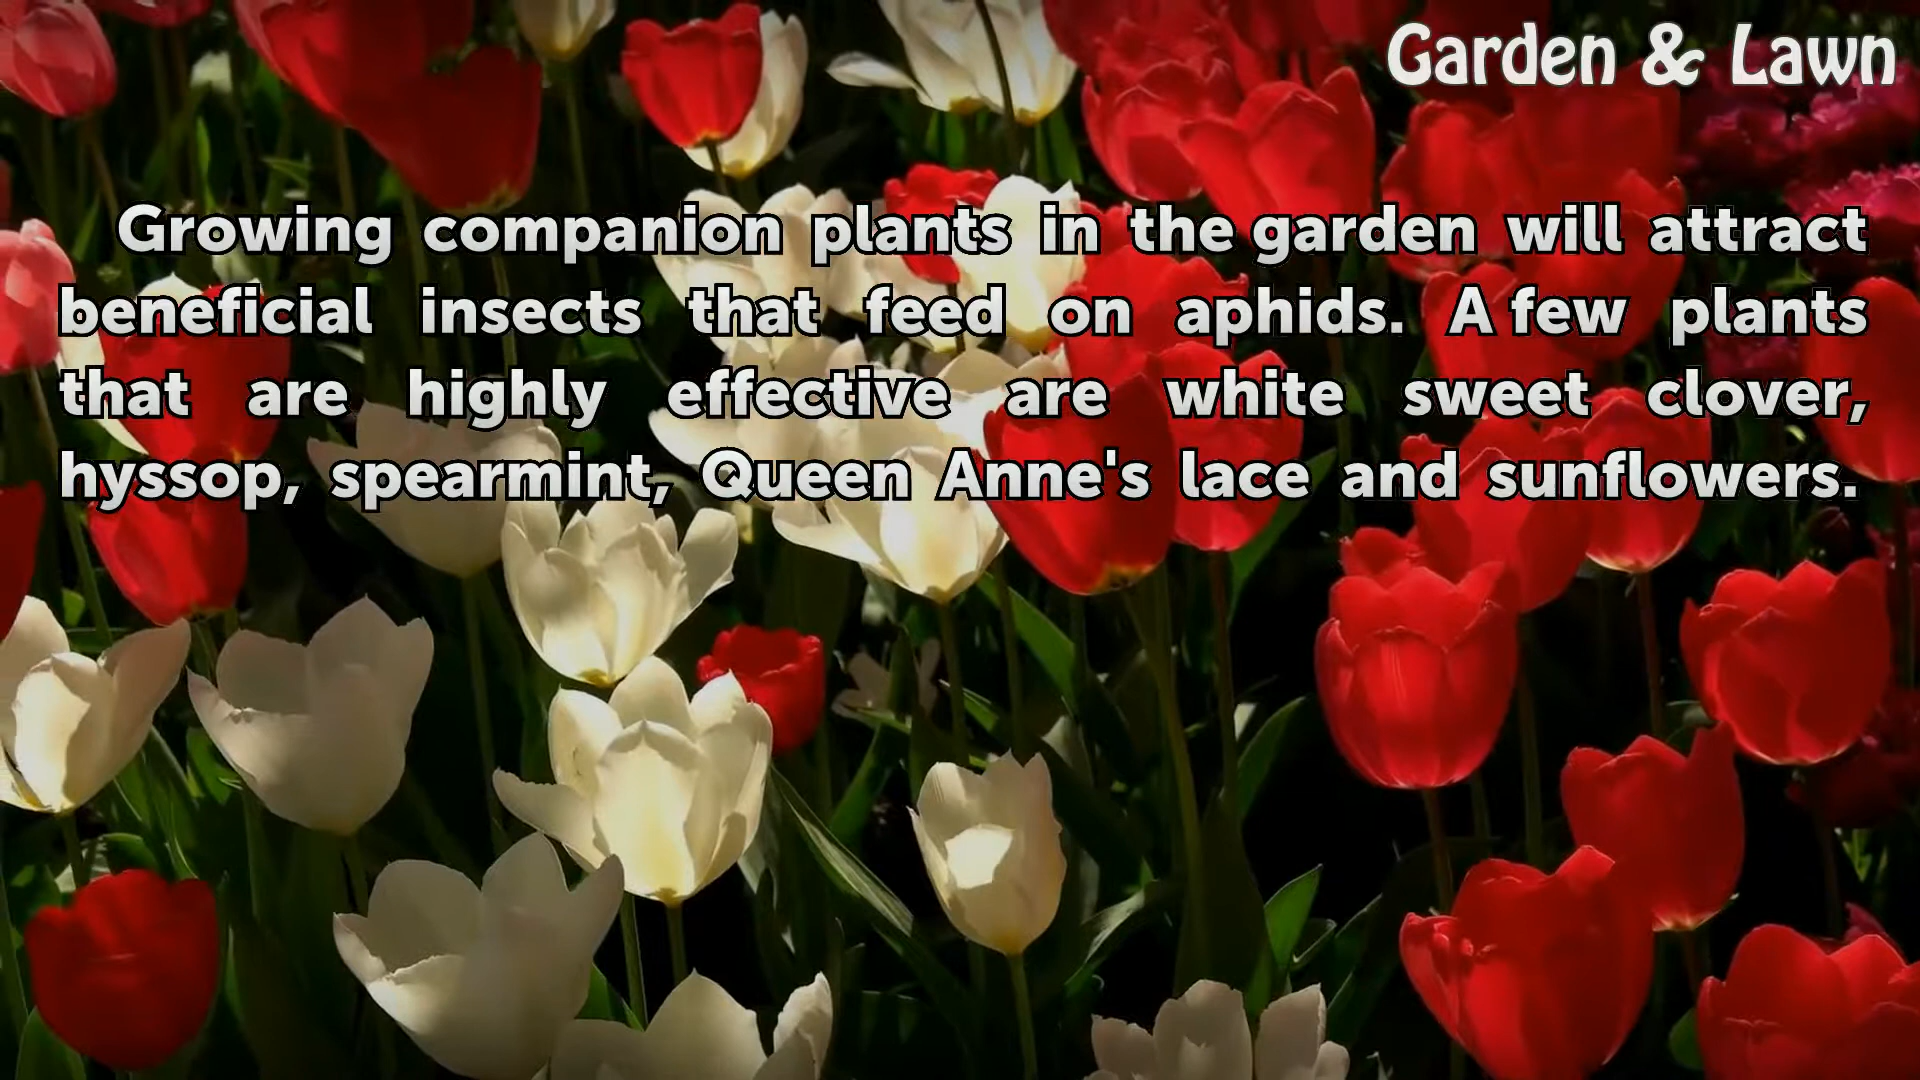 Garden & Lawn
Growing companion plants in the garden will attract
beneficial insects that feed on aphids. A few plants
that are highly effective are white sweet clover,
hyssop, spearmint, Queen Anne's lace and sunflowers.